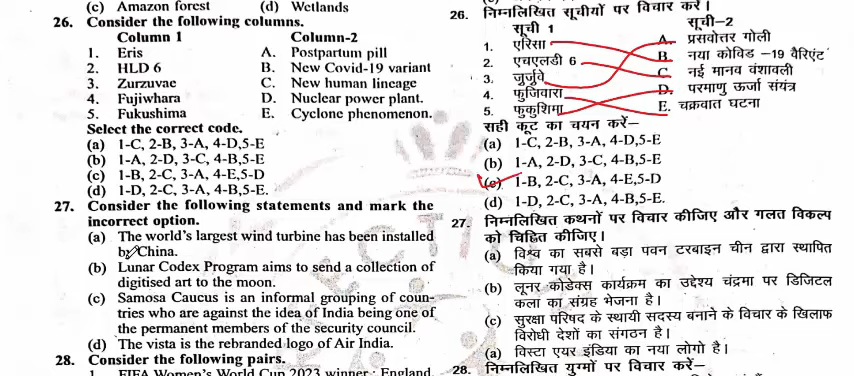 (c) Amazon forest (d) Wetlands
26. Consider the following columns.
Column 1 Column-2
1. Eris A. Postpartum pill
2. HLD 6 B. New Covid-19 variant
3. Zurzuvae C. New human lineage
4. Fujiwhara D. Nuclear power plant.
5. Fukushima E. Cyclone phenomenon.
Select the correct code.
(a) 1-C, 2-B, 3-A, 4-D,5-E
(b) 1-A, 2-D, 3-C, 4-B,5-E
(c) 1-B, 2-C, 3-A, 4-E,5-D
(d) 1-D, 2-C, 3-A, 4-B,5-E.
27. Consider the following statements and mark the
incorrect option.
(a) The world's largest wind turbine has been installed
by China.
(b) Lunar Codex Program aims to send a collection of
digitised art to the moon.
(c) Samosa Caucus is an informal grouping of coun-
tries who are against the idea of India being one of
the permanent members of the security council.
(d) The vista is the rebranded logo of Air India.
28. Consider the following pairs.
1. FIFA Women's World Cup 2023 winner : England
26. निम्नलिखित सूचीयों पर विचार करें।
सूची 1 सूची-2
1. एरिसा A. प्रसवोत्तर गोली
2. एचएलडी 6 B. नया कोविड -19 वैरिएंट
3. जुर्जुवे C. नई मानव वंशावली
4. फुजिवारा D. परमाणु ऊर्जा संयंत्र
5. फुकुशिमा E. चक्रवात घटना
सही कूट का चयन करें–
(a) 1-C, 2-B, 3-A, 4-D,5-E
(b) 1-A, 2-D, 3-C, 4-B,5-E
(c) 1-B, 2-C, 3-A, 4-E,5-D
(d) 1-D, 2-C, 3-A, 4-B,5-E.
27. निम्नलिखित कथनों पर विचार कीजिए और गलत विकल्प
को चिह्नित कीजिए।
(a) विश्व का सबसे बड़ा पवन टरबाइन चीन द्वारा स्थापित
किया गया है।
(b) लूनर कोडेक्स कार्यक्रम का उद्देश्य चंद्रमा पर डिजिटल
कला का संग्रह भेजना है।
(c) सुरक्षा परिषद के स्थायी सदस्य बनाने के विचार के खिलाफ
विरोधी देशों का संगठन है।
(a) विस्टा एयर इंडिया का नया लोगो है।
28. निम्नलिखित युग्मों पर विचार करें–